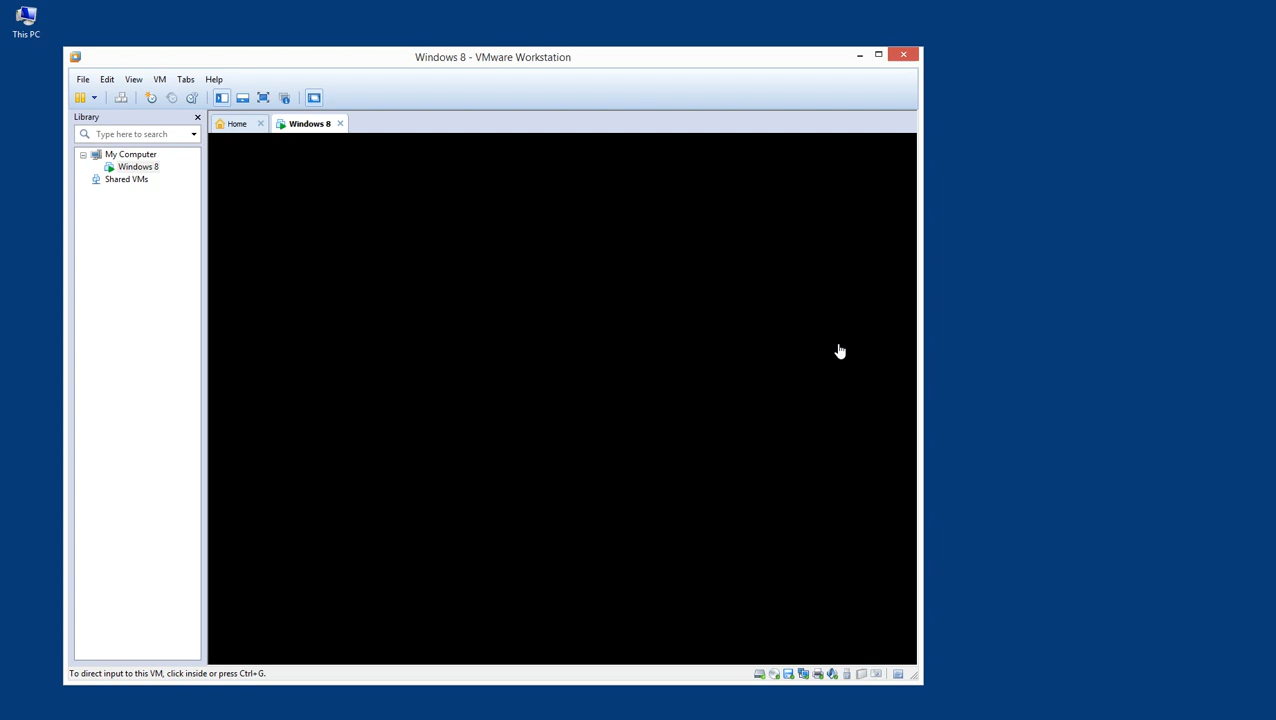 This PC
Windows 8 - VMware Workstation
File Edit View VM Tabs Help
Library
Type here to search
Home
Windows 8
My Computer
Windows 8
Shared VMs
To direct input to this VM, click inside or press Ctrl+G.